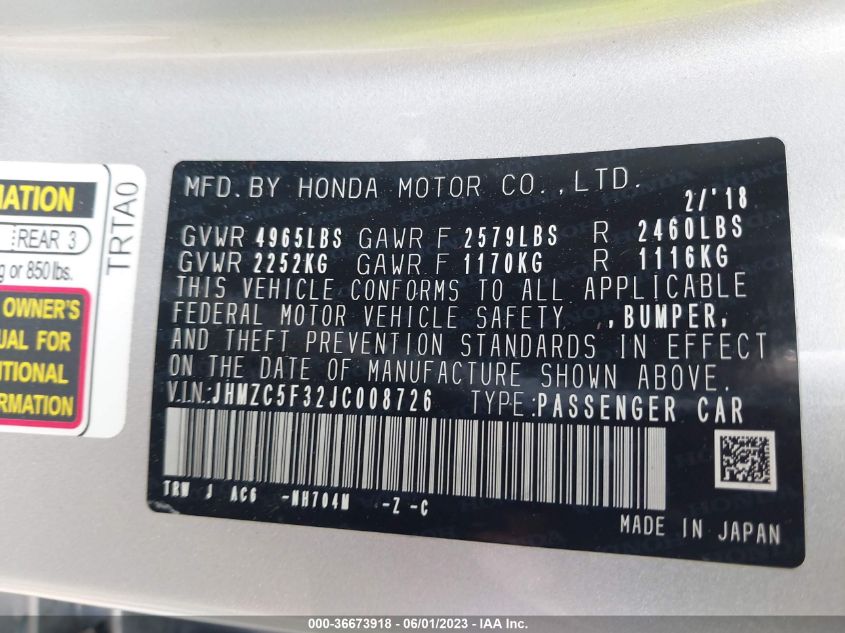 MATION
REAR 3
g or 850 lbs.
OWNER'S
UAL FOR
ITIONAL
ORMATION
TRTA0
MFD. BY HONDA MOTOR CO., LTD. 2/'18
GVWR 4965LBS GAWR F 2579LBS R 2460LBS
GVWR 2252KG GAWR F 1170KG R 1116KG
THIS VEHICLE CONFORMS TO ALL APPLICABLE
FEDERAL MOTOR VEHICLE SAFETY , BUMPER,
AND THEFT PREVENTION STANDARDS IN EFFECT
ON THE DATE OF MANUFACTURE SHOWN ABOVE.
V.I.N.: JHMZC5F32JC008726 TYPE: PASSENGER CAR
TRW J AC6 -NH704M -Z -C
MADE IN JAPAN
000-36673918 - 06/01/2023 - IAA Inc.